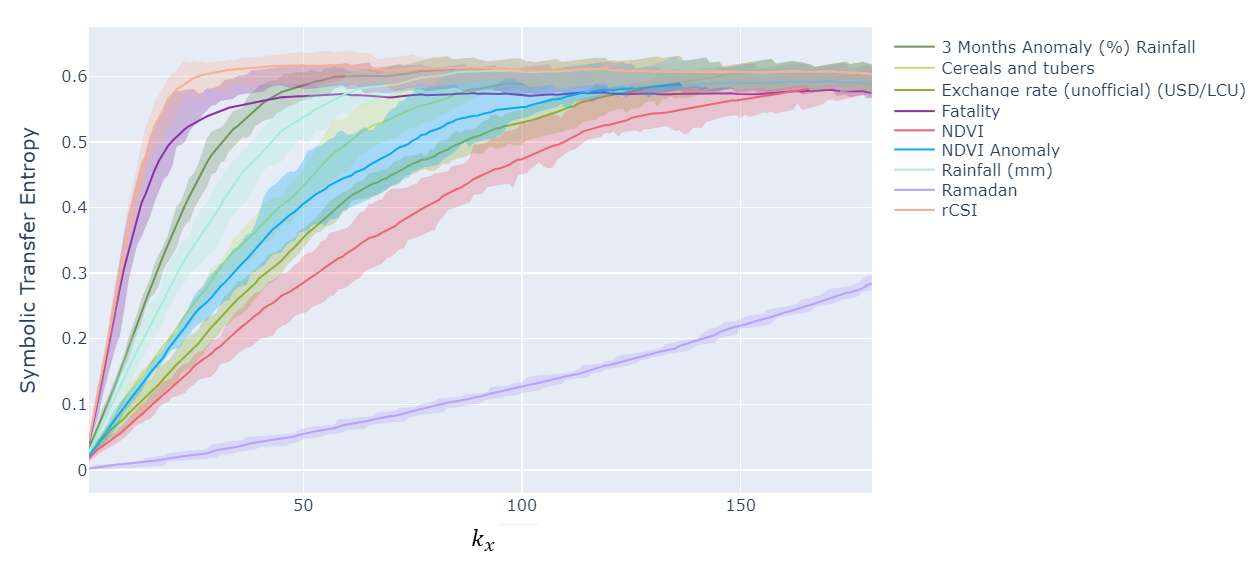 Symbolic Transfer Entropy
0.6
0.5
0.4
0.3
0.2
0.1
0
50
100
150
kₓ
3 Months Anomaly (%) Rainfall
Cereals and tubers
Exchange rate (unofficial) (USD/LCU)
Fatality
NDVI
NDVI Anomaly
Rainfall (mm)
Ramadan
rCSI